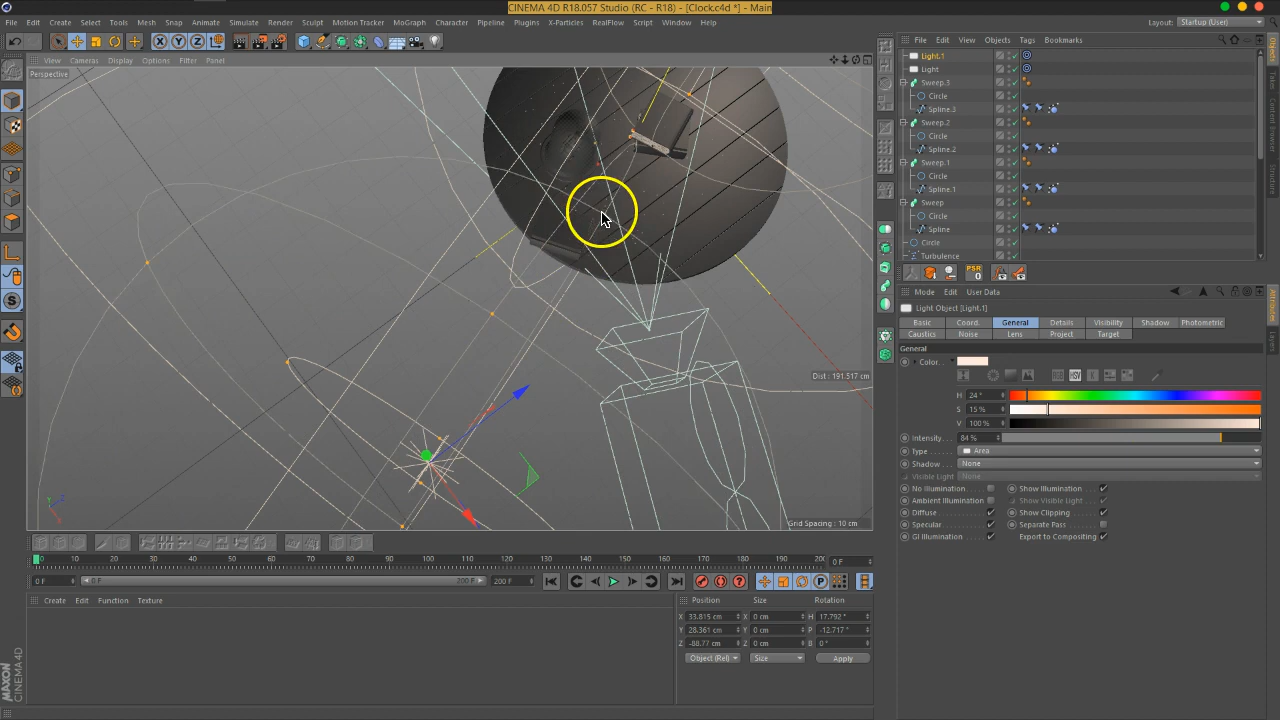 CINEMA 4D R18.057 Studio (RC - R18) - [Clock.c4d *] - Main
File Edit Create Select Tools Mesh Snap Animate Simulate Render Sculpt Motion Tracker MoGraph Character Pipeline Plugins X-Particles RealFlow Script Window Help
Layout: Startup (User)
View Cameras Display Options Filter Panel
Perspective
Dist : 191.517 cm
Grid Spacing : 10 cm
File Edit View Objects Tags Bookmarks
Light.1
Light
Sweep.3
Circle
Spline.3
Sweep.2
Circle
Spline.2
Sweep.1
Circle
Spline.1
Sweep
Circle
Spline
Circle
Turbulence
Objects
Takes
Content Browser
Structure
PSR
0
Mode Edit User Data
Attributes
Layers
Light Object [Light.1]
Basic Coord. General Details Visibility Shadow Photometric
Caustics Noise Lens Project Target
General
Color
H 24 °
S 15 %
V 100 %
Intensity 84 %
Type Area
Shadow None
Visible Light None
No Illumination Show Illumination
Ambient Illumination Show Visible Light
Diffuse Show Clipping
Specular Separate Pass
GI Illumination Export to Compositing
0 10 20 30 40 50 60 70 80 90 100 110 120 130 140 150 160 170 180 190 200
0 F
0 F 0 F 200 F 200 F
Create Edit Function Texture
Position Size Rotation
X 33.815 cm X 0 cm H 17.792 °
Y 28.361 cm Y 0 cm P -12.717 °
Z -88.77 cm Z 0 cm B 0 °
Object (Rel) Size Apply
MAXON
CINEMA 4D